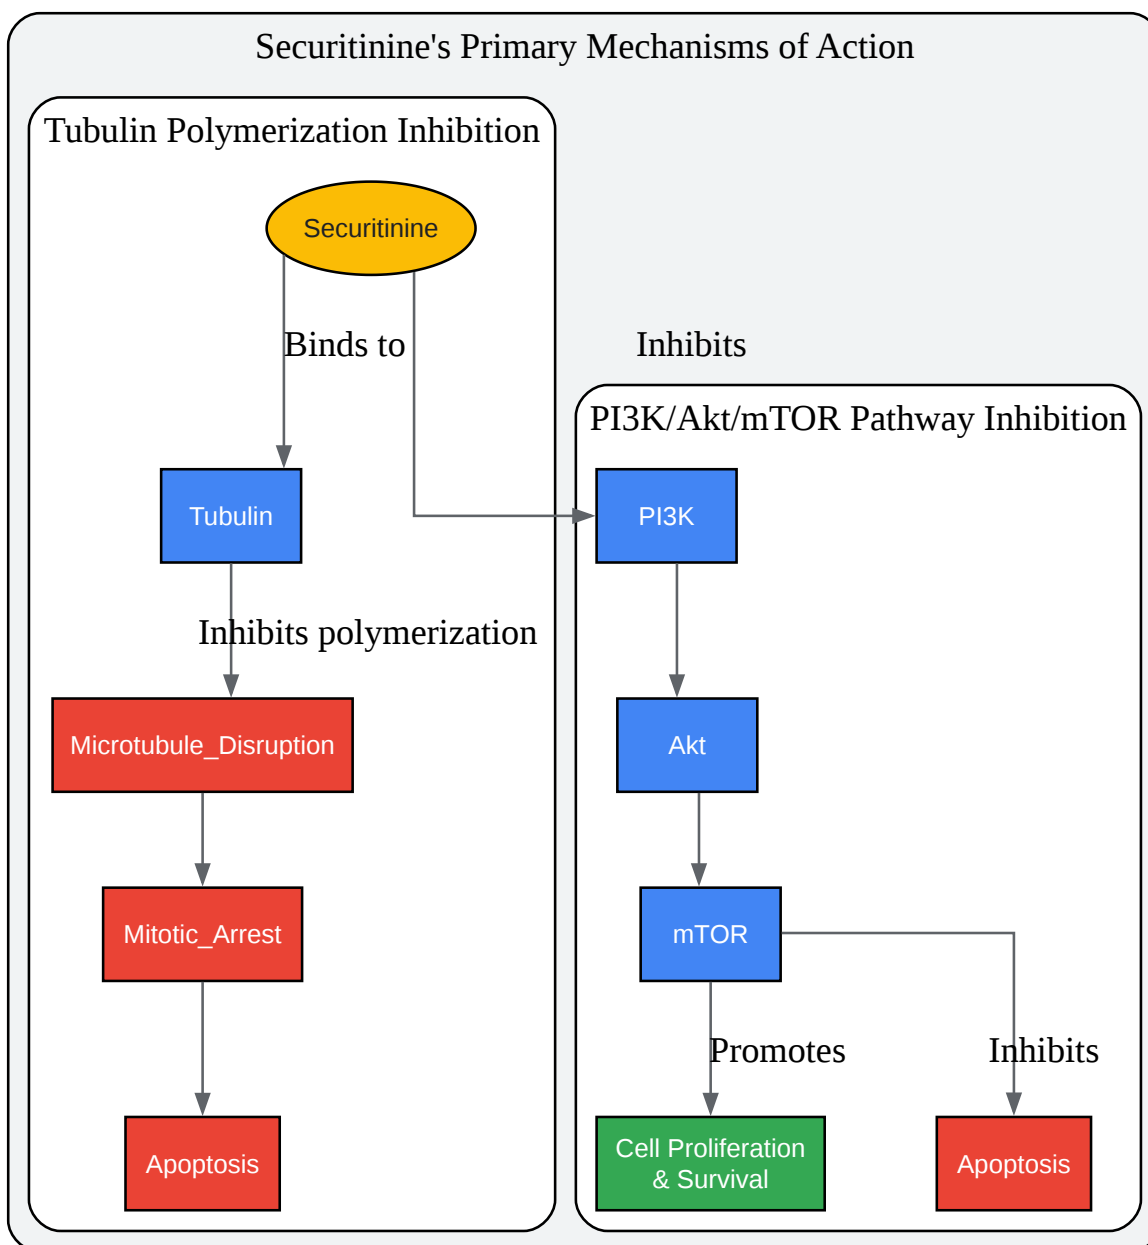 Securitinine's Primary Mechanisms of Action
Tubulin Polymerization Inhibition
Securitinine
Binds to
Inhibits
PI3K/Akt/mTOR Pathway Inhibition
Tubulin
PI3K
Inhibits polymerization
Microtubule_Disruption
Akt
Mitotic_Arrest
mTOR
Promotes
Inhibits
Apoptosis
Cell Proliferation
& Survival
Apoptosis